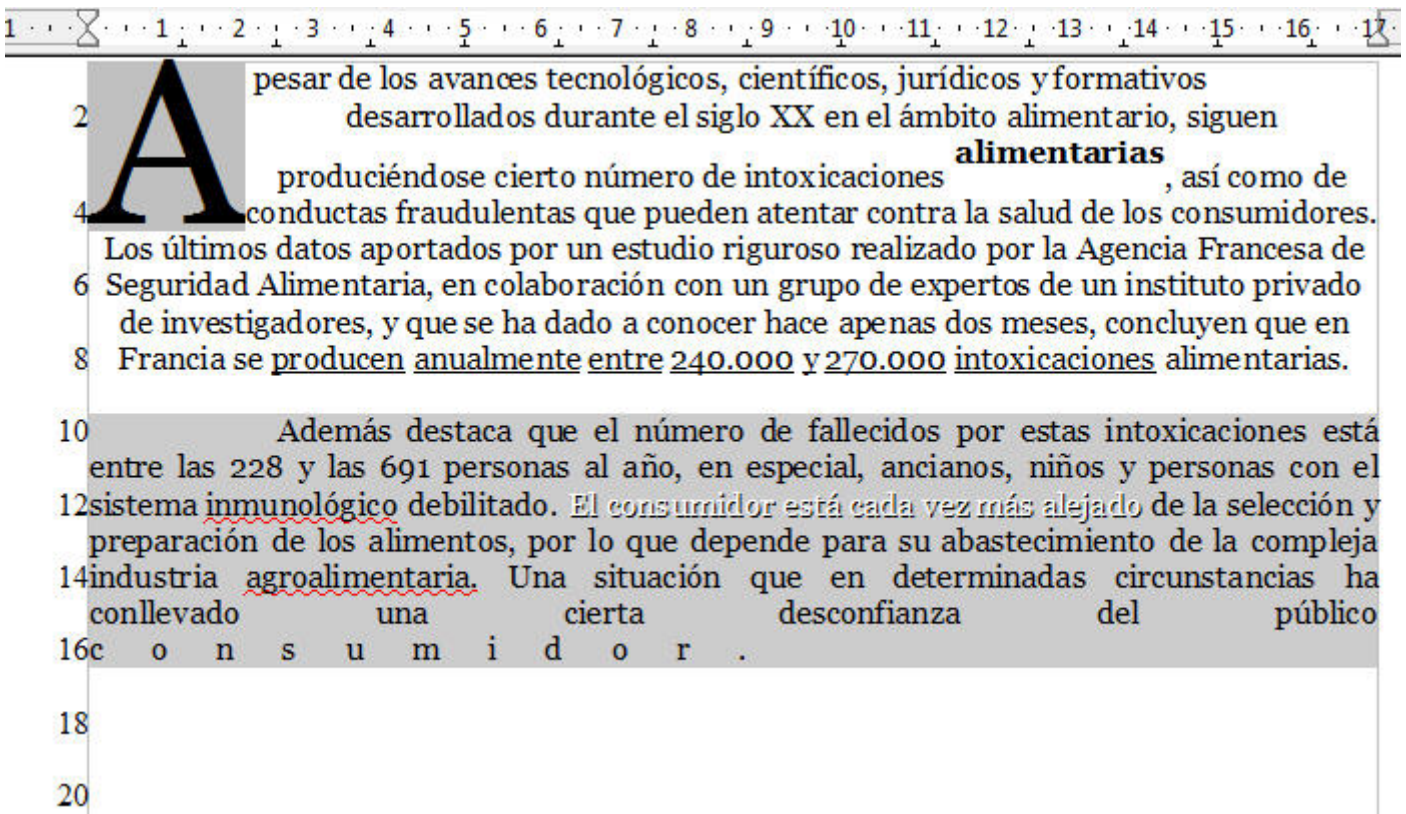 1 1 2 3 4 5 6 7 8 9 10 11 12 13 14 15 16 17
A pesar de los avances tecnológicos, científicos, jurídicos y formativos
2 desarrollados durante el siglo XX en el ámbito alimentario, siguen
produciéndose cierto número de intoxicaciones alimentarias, así como de
4 conductas fraudulentas que pueden atentar contra la salud de los consumidores.
Los últimos datos aportados por un estudio riguroso realizado por la Agencia Francesa de
6 Seguridad Alimentaria, en colaboración con un grupo de expertos de un instituto privado
de investigadores, y que se ha dado a conocer hace apenas dos meses, concluyen que en
8 Francia se producen anualmente entre 240.000 y 270.000 intoxicaciones alimentarias.
10 Además destaca que el número de fallecidos por estas intoxicaciones está
entre las 228 y las 691 personas al año, en especial, ancianos, niños y personas con el
12 sistema inmunológico debilitado. El consumidor está cada vez más alejado de la selección y
preparación de los alimentos, por lo que depende para su abastecimiento de la compleja
14 industria agroalimentaria. Una situación que en determinadas circunstancias ha
conllevado una cierta desconfianza del público
16 c o n s u m i d o r .
18
20